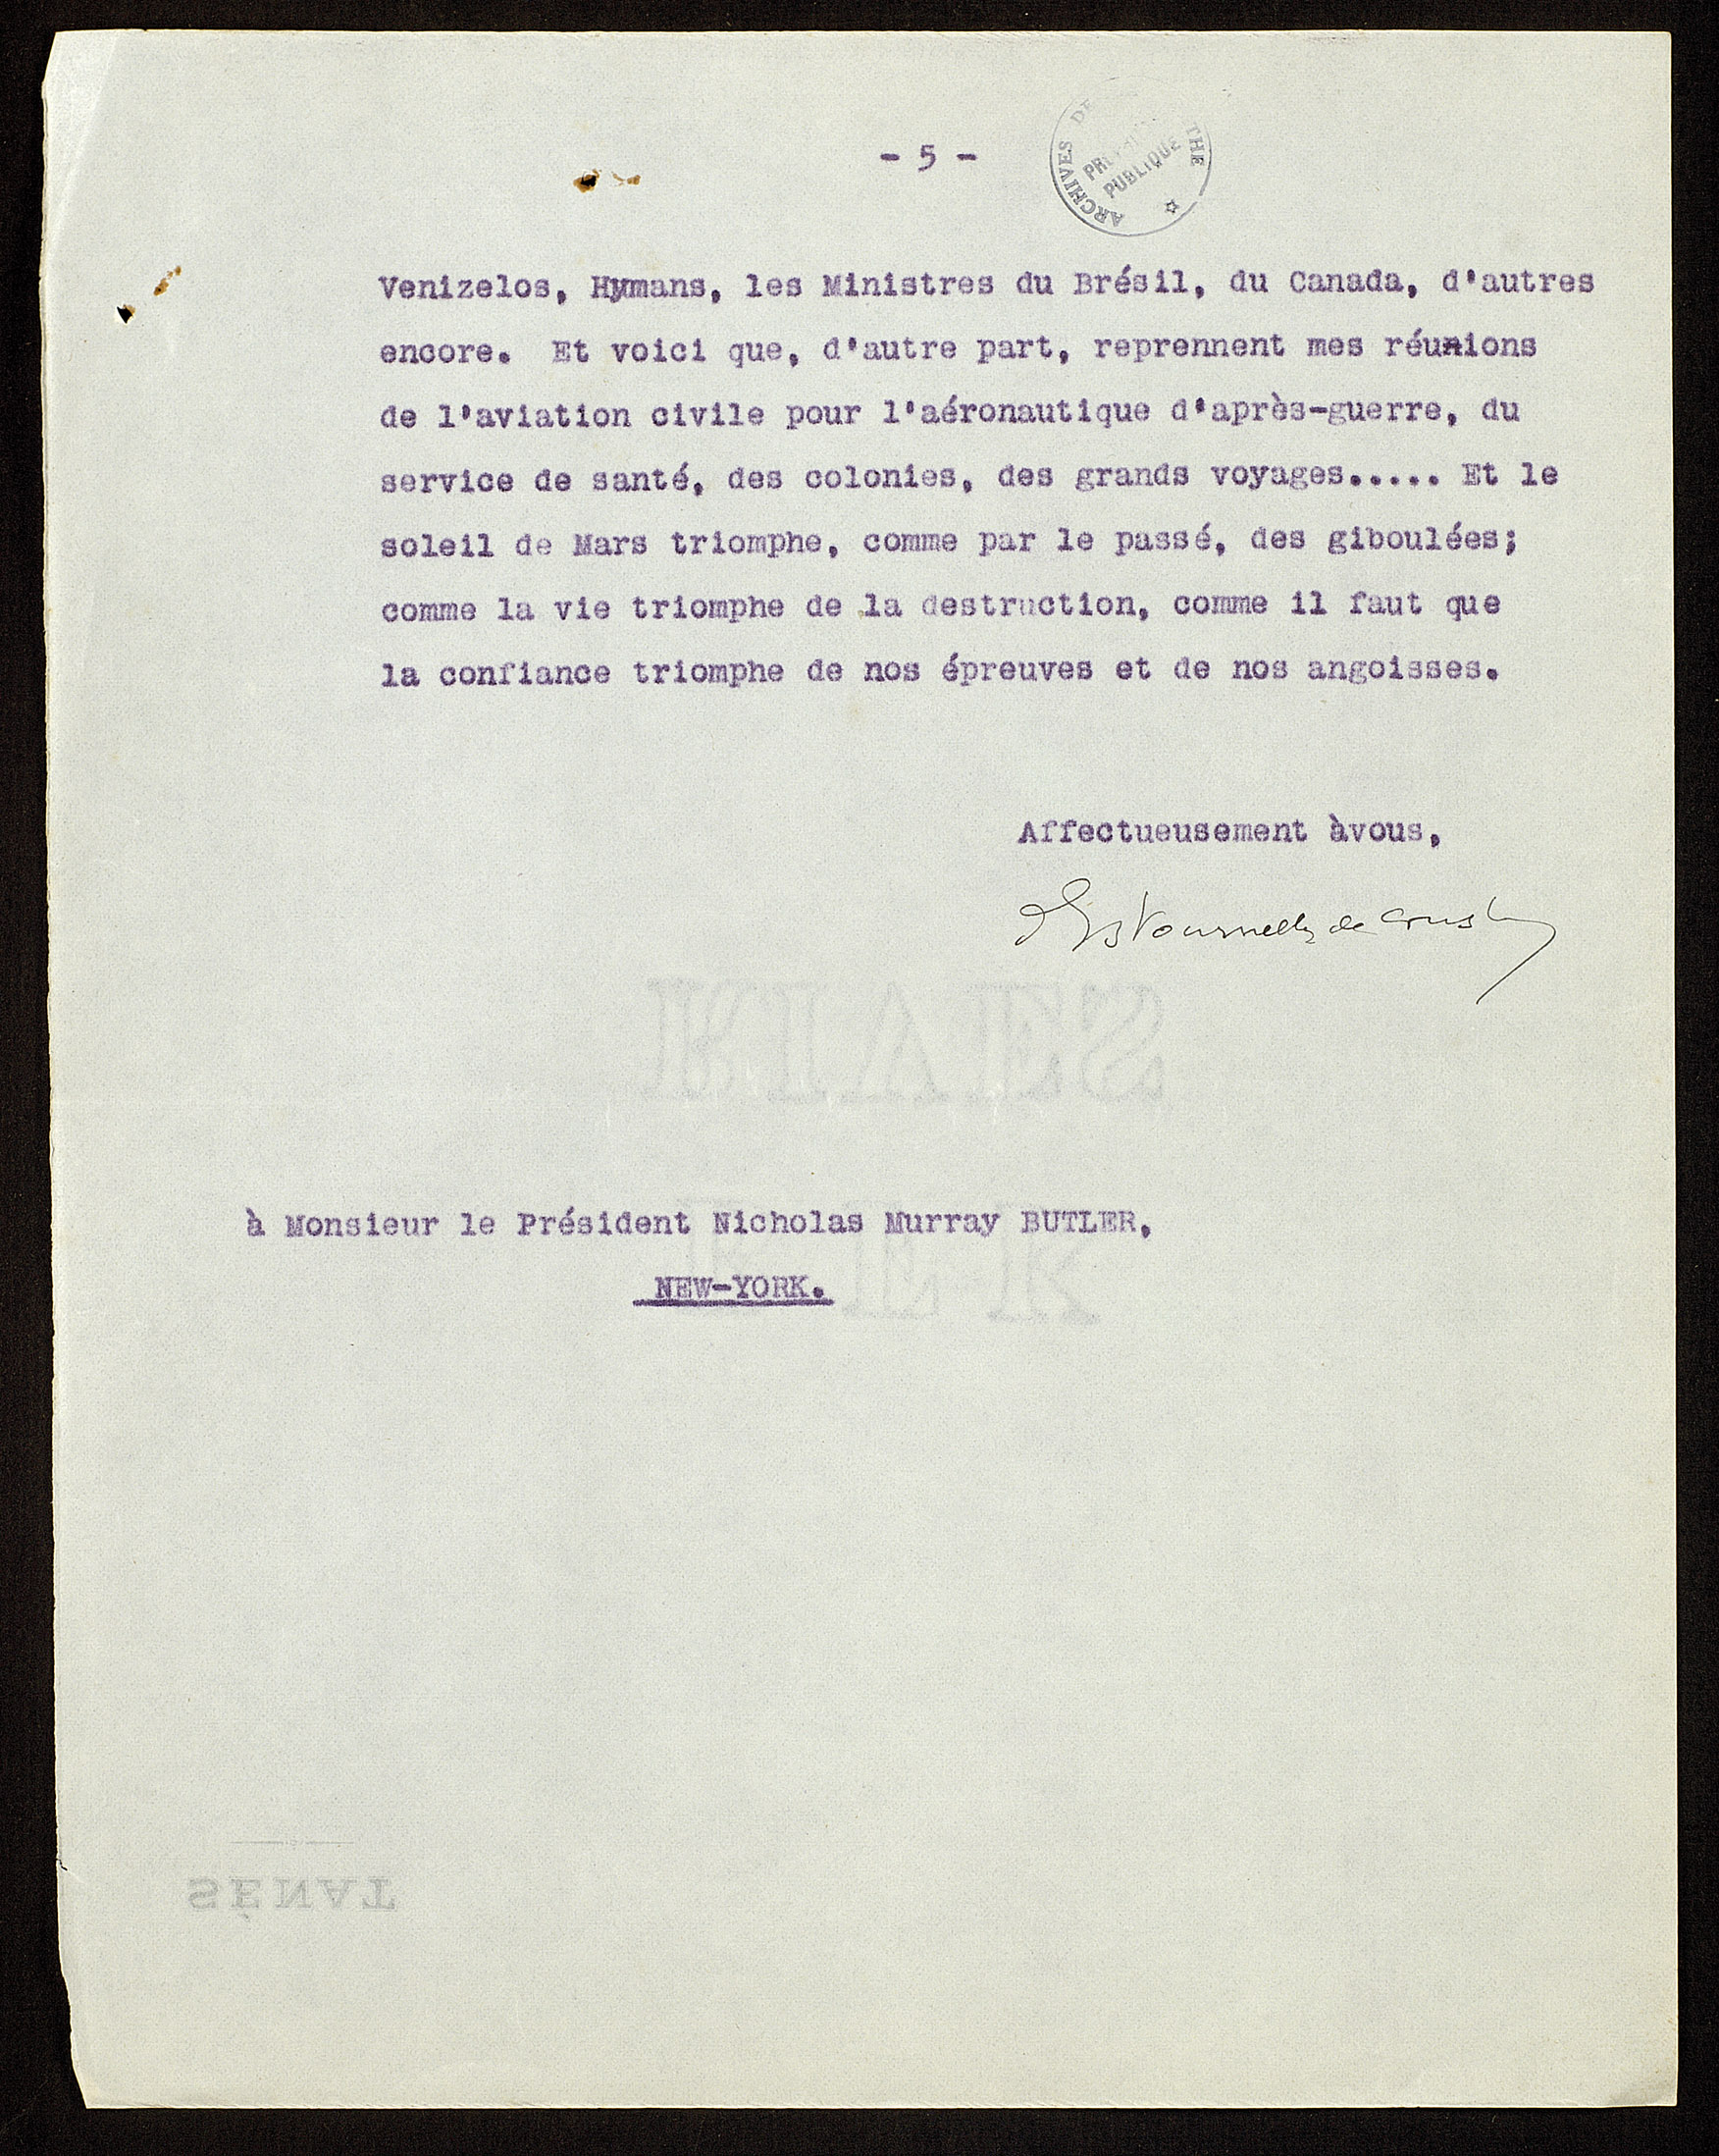 - 5 -
ARCHIVES DE THE
PUBLIQUE
Venizelos, Hymans, les Ministres du Brésil, du Canada, d'autres
encore. Et voici que, d'autre part, reprennent mes réunions
de l'aviation civile pour l'aéronautique d'après-guerre, du
service de santé, des colonies, des grands voyages..... Et le
soleil de Mars triomphe, comme par le passé, des giboulées;
comme la vie triomphe de la destruction, comme il faut que
la confiance triomphe de nos épreuves et de nos angoisses.
Affectueusement àvous,
d'Estournelles de Constant
à Monsieur le Président Nicholas Murray BUTLER,
NEW-YORK.
SÉNAT